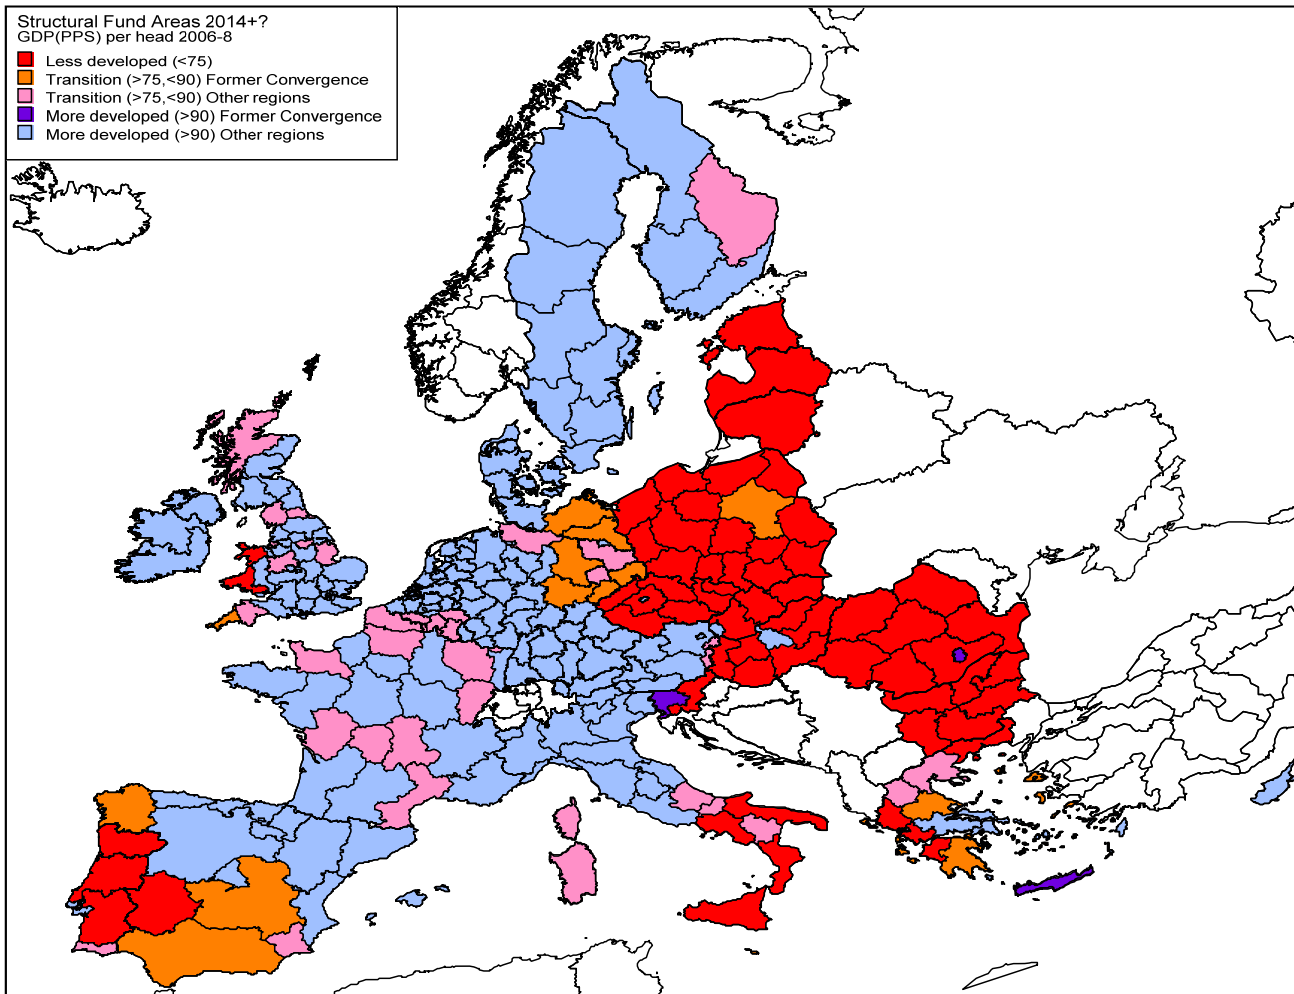 Structural Fund Areas 2014+?
GDP(PPS) per head 2006-8
Less developed (<75)
Transition (>75,<90) Former Convergence
Transition (>75,<90) Other regions
More developed (>90) Former Convergence
More developed (>90) Other regions